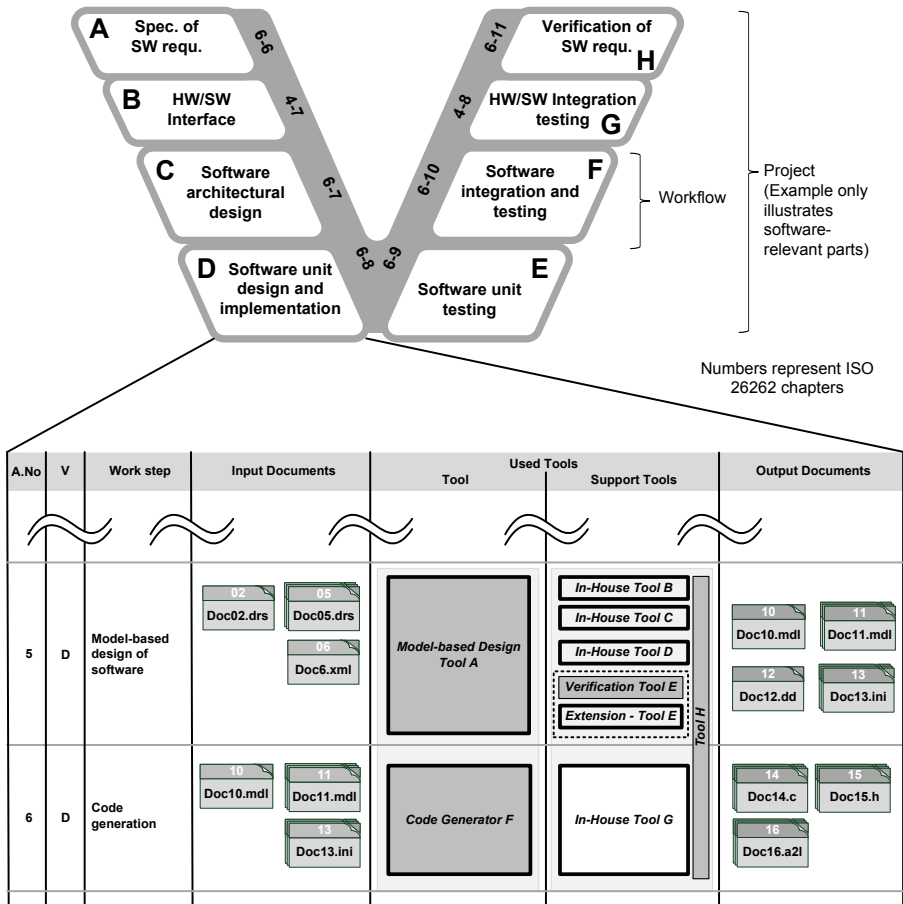 A
Spec. of
SW requ.
6-6
B
HW/SW
Interface
4-7
C
Software
architectural
design
6-7
D
Software unit
design and
implementation
6-8
6-11
Verification of
SW requ.
H
4-8
HW/SW Integration
testing
G
6-10
Software
integration and
testing
F
6-9
E
Software unit
testing
Workflow
Project
(Example only
illustrates
software-
relevant parts)
Numbers represent ISO
26262 chapters
A.No
V
Work step
Input Documents
Used Tools
Tool
Support Tools
Output Documents
5
D
Model-based
design of
software
02
Doc02.drs
05
Doc05.drs
06
Doc6.xml
Model-based Design
Tool A
In-House Tool B
In-House Tool C
In-House Tool D
Verification Tool E
Extension - Tool E
Tool H
10
Doc10.mdl
11
Doc11.mdl
12
Doc12.dd
13
Doc13.ini
6
D
Code
generation
10
Doc10.mdl
11
Doc11.mdl
13
Doc13.ini
Code Generator F
In-House Tool G
14
Doc14.c
15
Doc15.h
16
Doc16.a2l